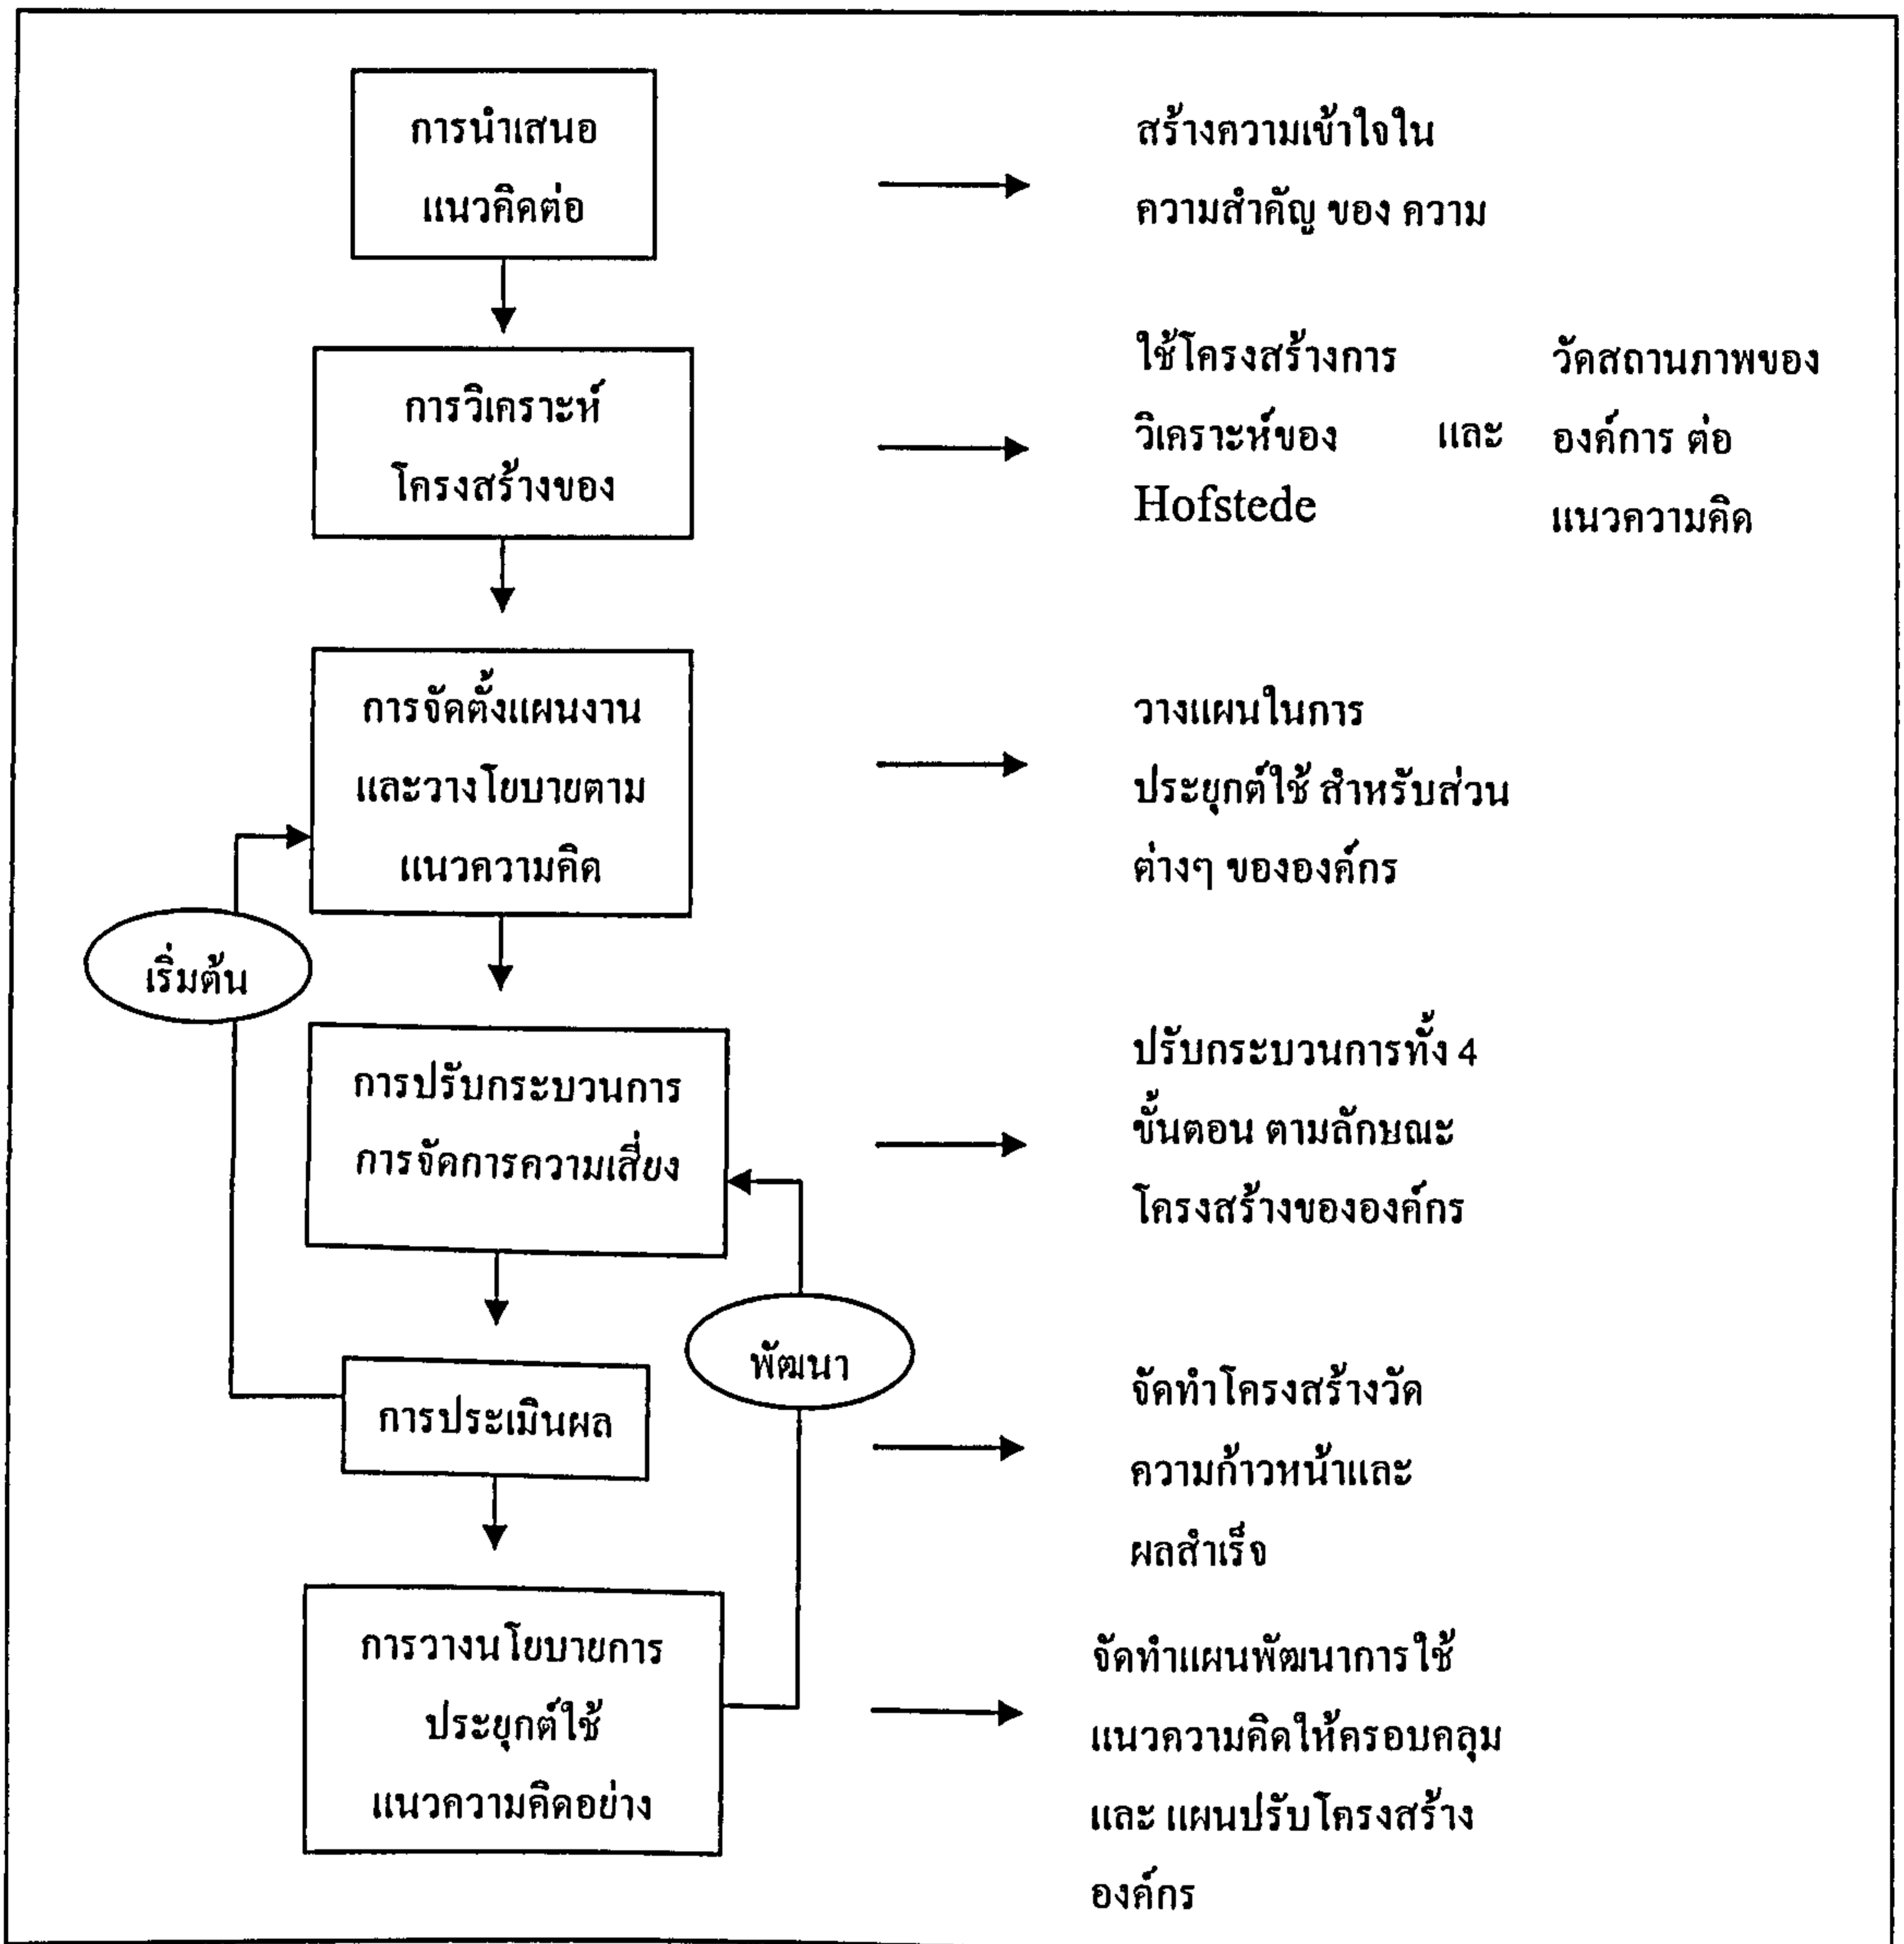 การนำเสนอ
แนวคิดต่อ
สร้างความเข้าใจใน
ความสำคัญ ของ ความ
การวิเคราะห์
โครงสร้างของ
ใช้โครงสร้างการ
วิเคราะห์ของ
Hofstede
และ
วัดสถานภาพของ
องค์การ ต่อ
แนวความคิด
การจัดตั้งแผนงาน
และวางโยบายตาม
แนวความคิด
วางแผนในการ
ประยุกต์ใช้ สำหรับส่วน
ต่างๆ ขององค์กร
เริ่มต้น
การปรับกระบวนการ
การจัดการความเสี่ยง
ปรับกระบวนการทั้ง 4
ขั้นตอน ตามลักษณะ
โครงสร้างขององค์กร
พัฒนา
การประเมินผล
จัดทำโครงสร้างวัด
ความก้าวหน้าและ
ผลสำเร็จ
การวางนโยบายการ
ประยุกต์ใช้
แนวความคิดอย่าง
จัดทำแผนพัฒนาการใช้
แนวความคิดให้ครอบคลุม
และ แผนปรับโครงสร้าง
องค์กร